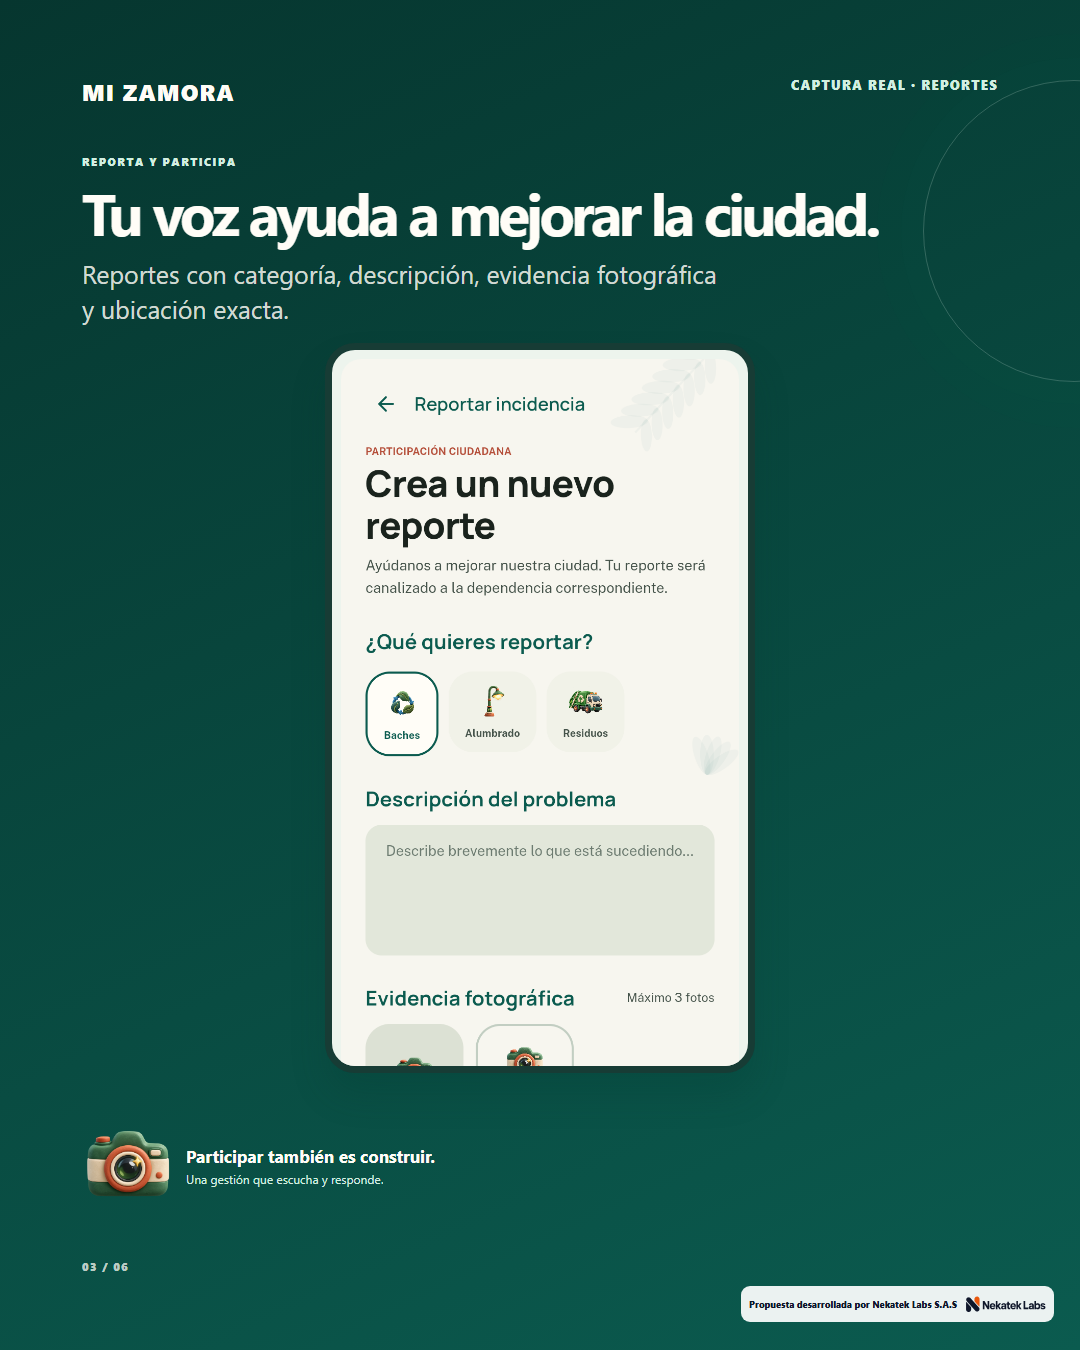 MI ZAMORA
CAPTURA REAL · REPORTES
REPORTA Y PARTICIPA
Tu voz ayuda a mejorar la ciudad.
Reportes con categoría, descripción, evidencia fotográfica
y ubicación exacta.
Reportar incidencia
PARTICIPACIÓN CIUDADANA
Crea un nuevo
reporte
Ayúdanos a mejorar nuestra ciudad. Tu reporte será
canalizado a la dependencia correspondiente.
¿Qué quieres reportar?
Baches
Alumbrado
Residuos
Descripción del problema
Describe brevemente lo que está sucediendo...
Evidencia fotográfica
Máximo 3 fotos
Participar también es construir.
Una gestión que escucha y responde.
03 / 06
Propuesta desarrollada por Nekatek Labs S.A.S
Nekatek Labs